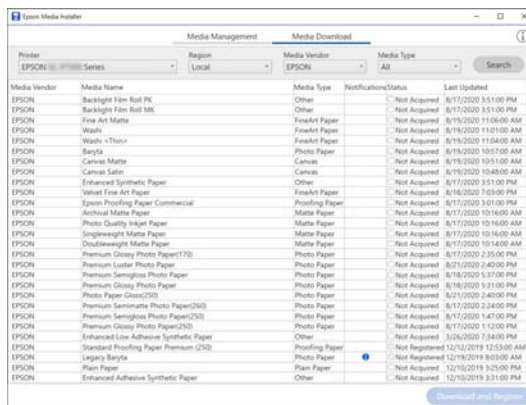 Epson Media Installer
Media Management Media Download
Printer Region Media Vendor Media Type
EPSON Series Local EPSON All Search
Media Vendor Media Name Media Type Notifications Status Last Updated
EPSON Backlight Film Roll PK Other Not Acquired 8/17/2020 3:51:00 PM
EPSON Backlight Film Roll MK Other Not Acquired 8/17/2020 3:51:00 PM
EPSON Fine Art Matte FineArt Paper Not Acquired 8/19/2020 11:06:00 AM
EPSON Washi FineArt Paper Not Acquired 8/19/2020 11:01:00 AM
EPSON Washi <Thin> FineArt Paper Not Acquired 8/19/2020 11:04:00 AM
EPSON Baryta Photo Paper Not Acquired 8/19/2020 10:57:00 AM
EPSON Canvas Matte Canvas Not Acquired 8/19/2020 10:51:00 AM
EPSON Canvas Satin Canvas Not Acquired 8/19/2020 10:48:00 AM
EPSON Enhanced Synthetic Paper Other Not Acquired 8/17/2020 3:51:00 PM
EPSON Velvet Fine Art Paper FineArt Paper Not Acquired 8/18/2020 7:03:00 PM
EPSON Epson Proofing Paper Commercial Proofing Paper Not Acquired 8/17/2020 3:01:00 PM
EPSON Archival Matte Paper Matte Paper Not Acquired 8/17/2020 10:16:00 AM
EPSON Photo Quality Inkjet Paper Matte Paper Not Acquired 8/17/2020 10:16:00 AM
EPSON Singleweight Matte Paper Matte Paper Not Acquired 8/17/2020 10:16:00 AM
EPSON Doubleweight Matte Paper Matte Paper Not Acquired 8/17/2020 10:14:00 AM
EPSON Premium Glossy Photo Paper(170) Photo Paper Not Acquired 8/17/2020 2:35:00 PM
EPSON Premium Luster Photo Paper Photo Paper Not Acquired 8/21/2020 2:40:00 PM
EPSON Premium Semigloss Photo Paper Photo Paper Not Acquired 8/18/2020 5:37:00 PM
EPSON Premium Glossy Photo Paper Photo Paper Not Acquired 8/18/2020 5:31:00 PM
EPSON Photo Paper Gloss(250) Photo Paper Not Acquired 8/21/2020 2:40:00 PM
EPSON Premium Semimatte Photo Paper(260) Photo Paper Not Acquired 8/17/2020 2:24:00 PM
EPSON Premium Semigloss Photo Paper(250) Photo Paper Not Acquired 8/17/2020 1:47:00 PM
EPSON Premium Glossy Photo Paper(250) Photo Paper Not Acquired 8/17/2020 1:12:00 PM
EPSON Enhanced Low Adhesive Synthetic Paper Other Not Acquired 3/26/2020 7:34:00 PM
EPSON Standard Proofing Paper Premium (250) Proofing Paper Not Registered 12/12/2019 12:53:00 AM
EPSON Legacy Baryta Photo Paper Not Registered 12/19/2019 8:03:00 AM
EPSON Plain Paper Plain Paper Not Acquired 12/10/2019 3:25:00 PM
EPSON Enhanced Adhesive Synthetic Paper Other Not Acquired 12/10/2019 3:31:00 PM
Download and Register